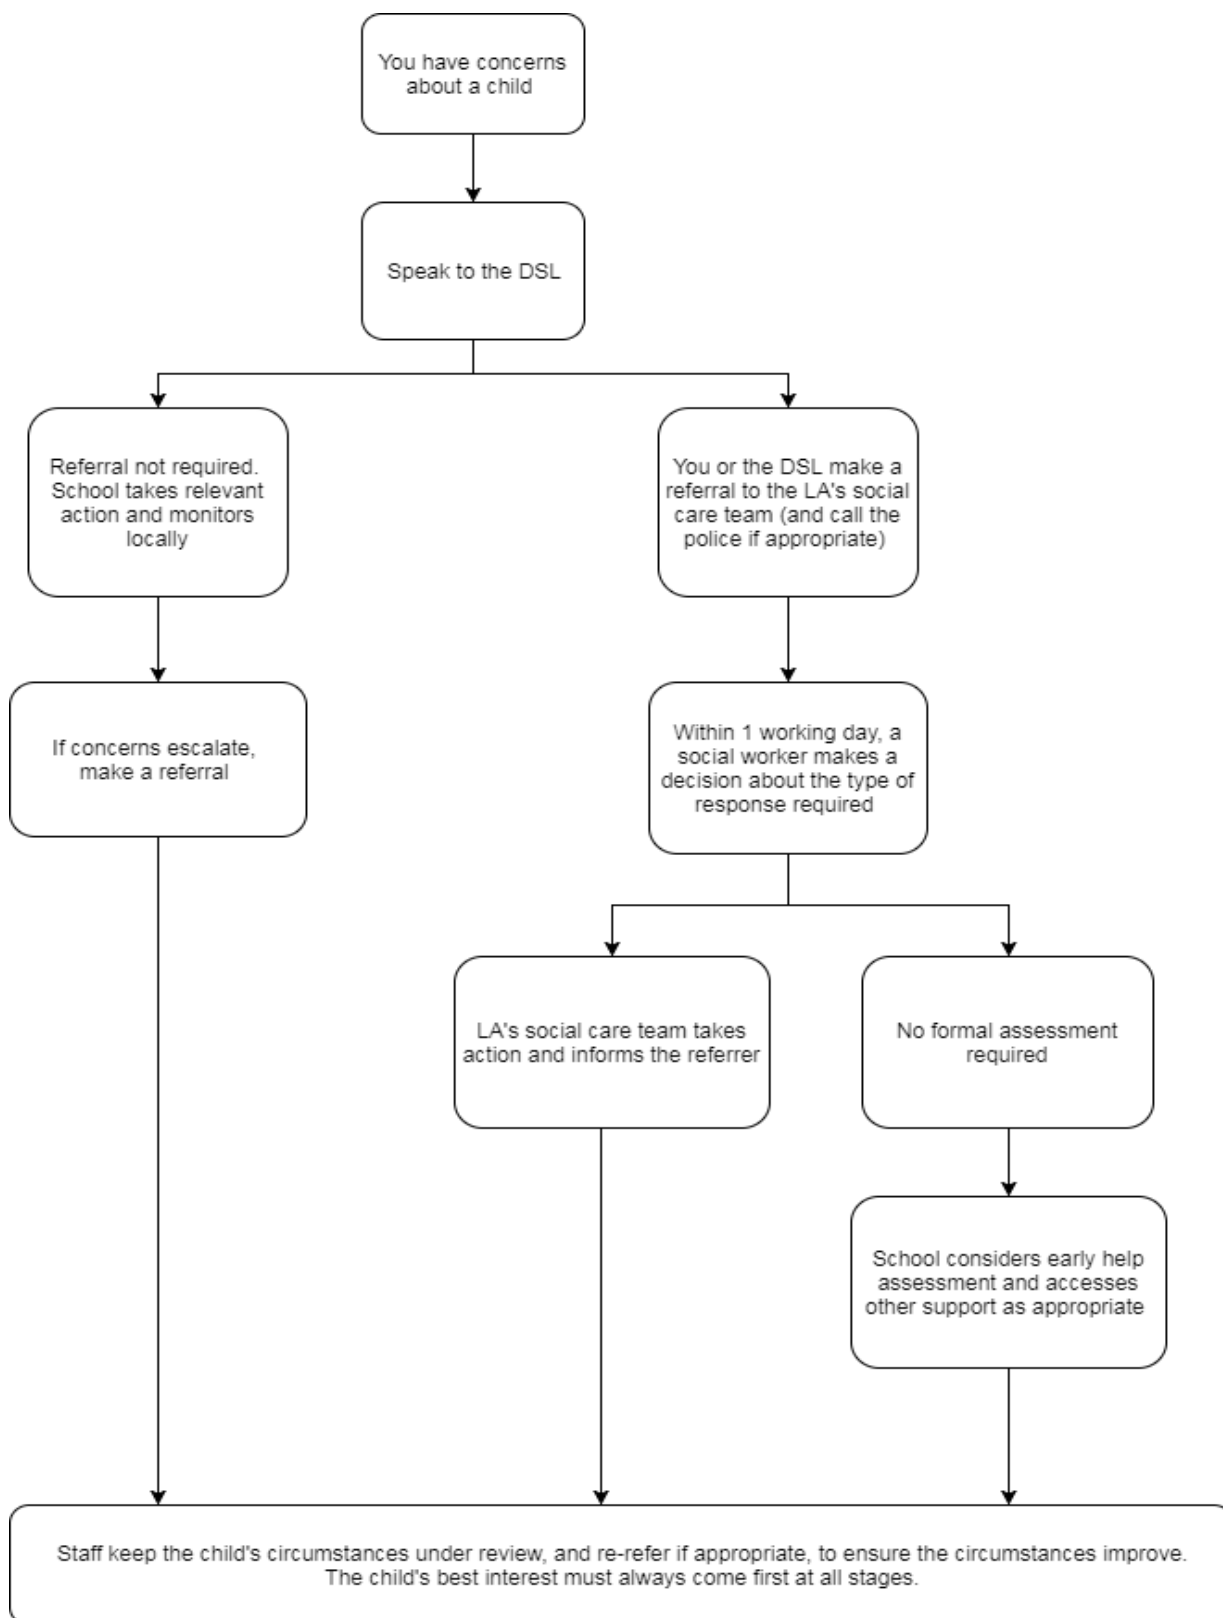 You have concerns
about a child
Speak to the DSL
Referral not required.
School takes relevant
action and monitors
locally
You or the DSL make a
referral to the LA's social
care team (and call the
police if appropriate)
If concerns escalate,
make a referral
Within 1 working day, a
social worker makes a
decision about the type of
response required
LA's social care team takes
action and informs the referrer
No formal assessment
required
School considers early help
assessment and accesses
other support as appropriate
Staff keep the child's circumstances under review, and re-refer if appropriate, to ensure the circumstances improve.
The child's best interest must always come first at all stages.